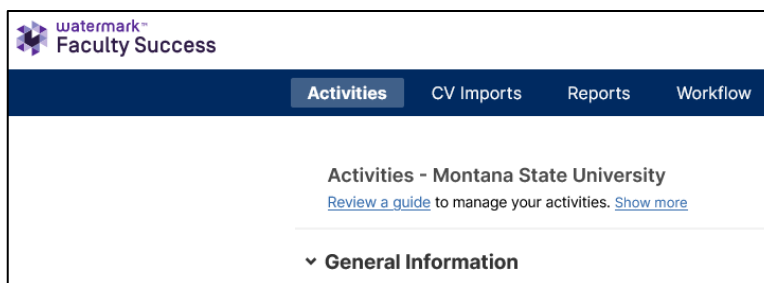 watermark™
Faculty Success
Activities CV Imports Reports Workflow
Activities - Montana State University
Review a guide to manage your activities. Show more
General Information